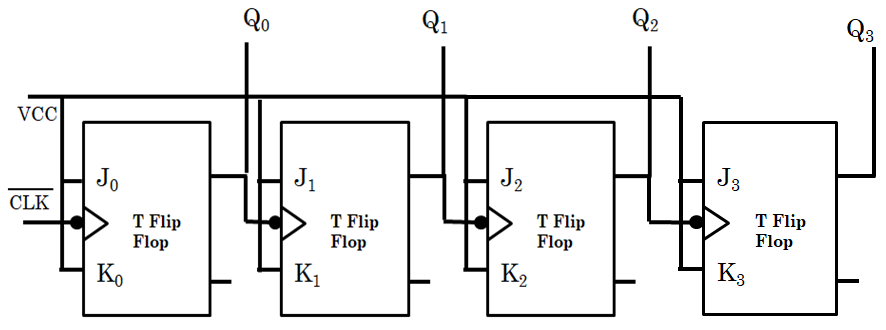 Q0
Q1
Q2
Q3
VCC
J0
J1
J2
J3
CLK
T Flip
Flop
T Flip
Flop
T Flip
Flop
T Flip
Flop
K0
K1
K2
K3